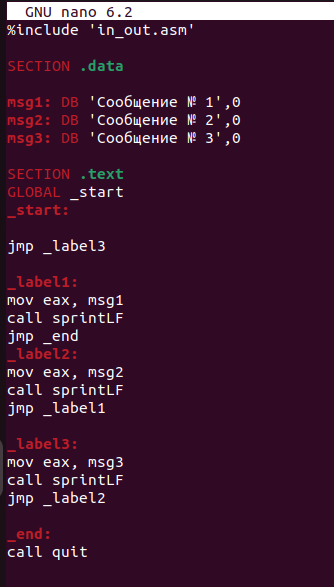 GNU nano 6.2
%include 'in_out.asm'
SECTION .data
msg1: DB 'Сообщение № 1',0
msg2: DB 'Сообщение № 2',0
msg3: DB 'Сообщение № 3',0
SECTION .text
GLOBAL _start
_start:
jmp _label3
_label1:
mov eax, msg1
call sprintLF
jmp _end
_label2:
mov eax, msg2
call sprintLF
jmp _label1
_label3:
mov eax, msg3
call sprintLF
jmp _label2
_end:
call quit